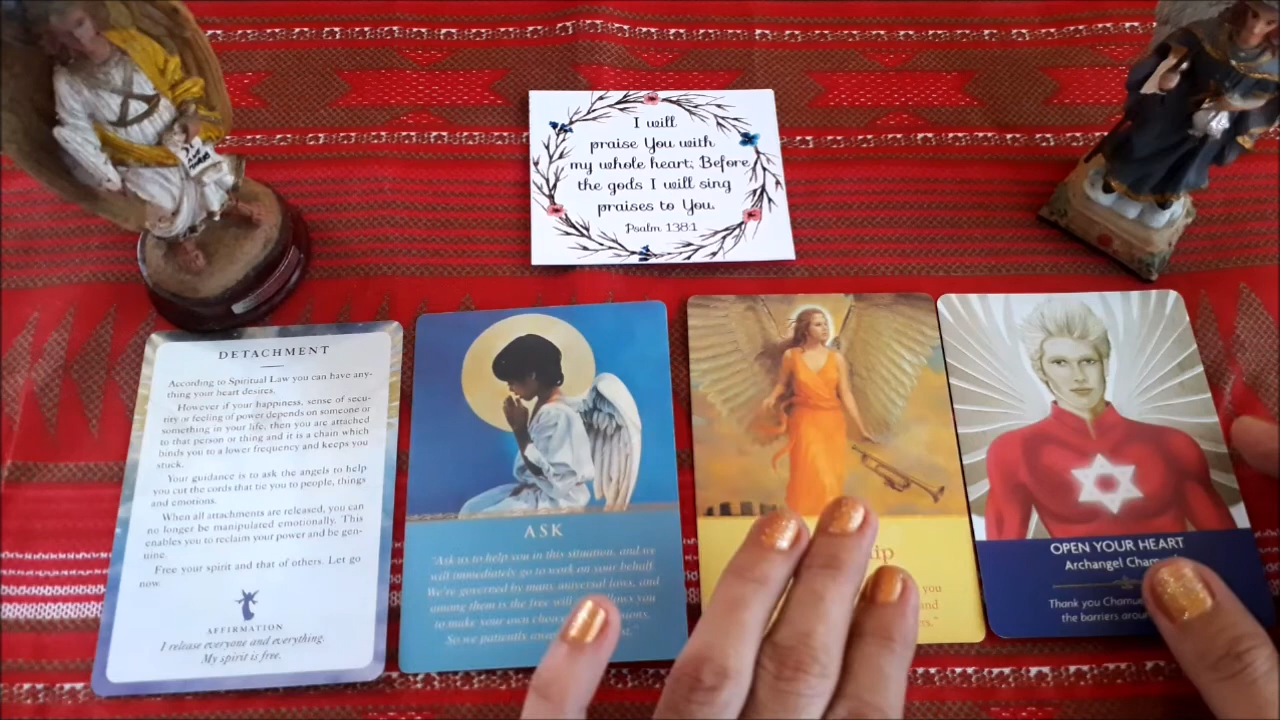 I will
praise You with
my whole heart; Before
the gods I will sing
praises to You.
Psalm 138:1
DETACHMENT
According to Spiritual Law you can have any-
thing your heart desires.
However if your happiness, sense of secu-
rity or feeling of power depends on someone or
something in your life, then you are attached
to that person or thing and it is a chain which
binds you to a lower frequency and keeps you
stuck.
Your guidance is to ask the angels to help
you cut the cords that tie you to people, things
and emotions.
When all attachments are released, you can
no longer be manipulated emotionally. This
enables you to reclaim your power and be gen-
uine.
Free your spirit and that of others. Let go
now.
AFFIRMATION
I release everyone and everything.
My spirit is free.
ASK
"Ask us to help you in this situation, and we
will immediately go to work on your behalf.
We're governed by many universal laws, and
among them is the free will
to make your own
So we patiently
you
and
OPEN YOUR HEART
Archangel
Thank you
the barriers